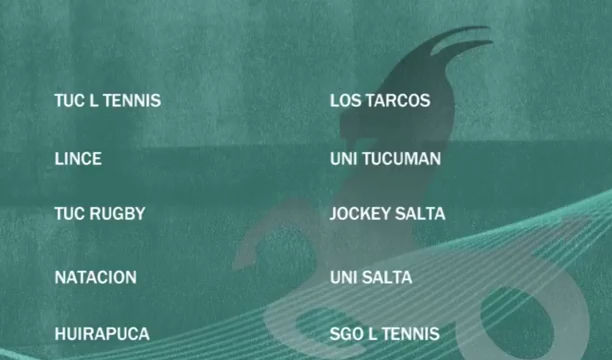 TUC L TENNIS LOS TARCOS
LINCE UNI TUCUMAN
TUC RUGBY JOCKEY SALTA
NATACION UNI SALTA
HUIRAPUCA SGO L TENNIS